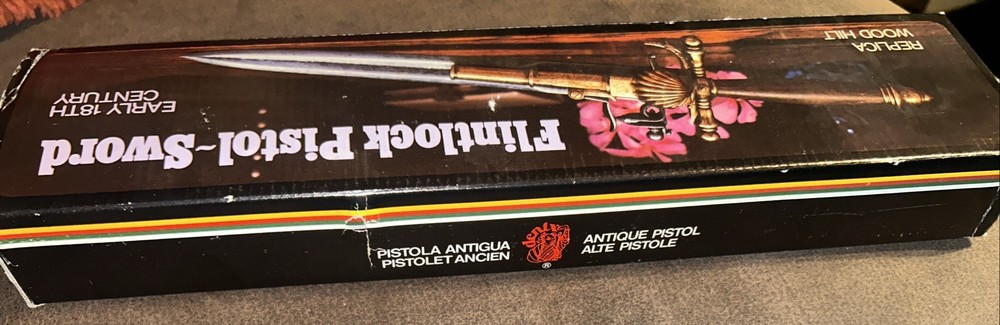 Flintlock Pistol~Sword
EARLY 18TH
CENTURY
REPLICA
WOOD HILT
PISTOLA ANTIGUA
PISTOLET ANCIEN
ANTIQUE PISTOL
ALTE PISTOLE
®